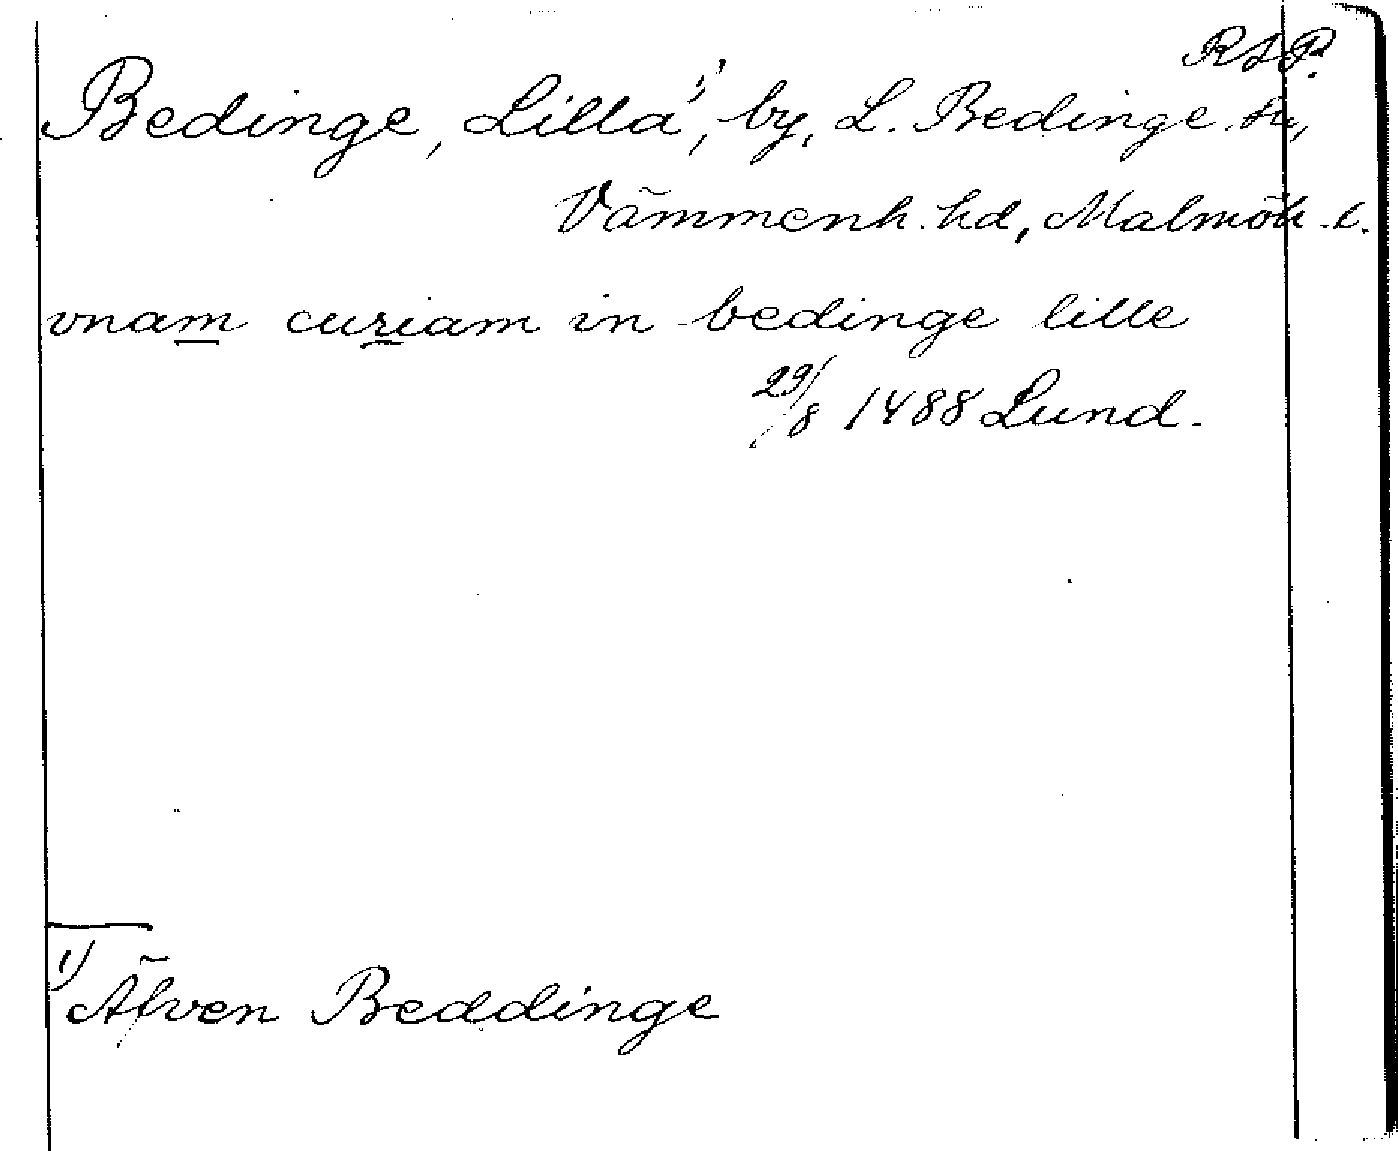 RAP.
Bedinge, Lilla¹⁾, by, L. Bedinge sn,
Vämmenh. hd, Malmöh. l.
vnam curiam in bedinge lille
29/8 1488 Lund.
1) Äfven Beddinge